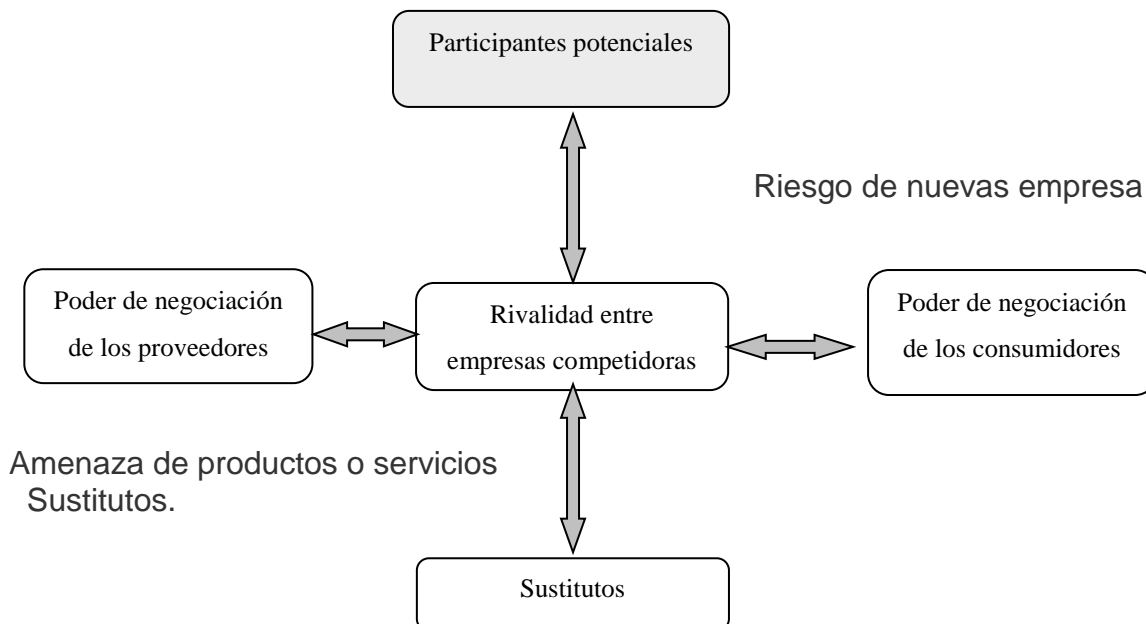 Participantes potenciales
Riesgo de nuevas empresa
Poder de negociación
de los proveedores
Rivalidad entre
empresas competidoras
Poder de negociación
de los consumidores
Amenaza de productos o servicios
Sustitutos.
Sustitutos